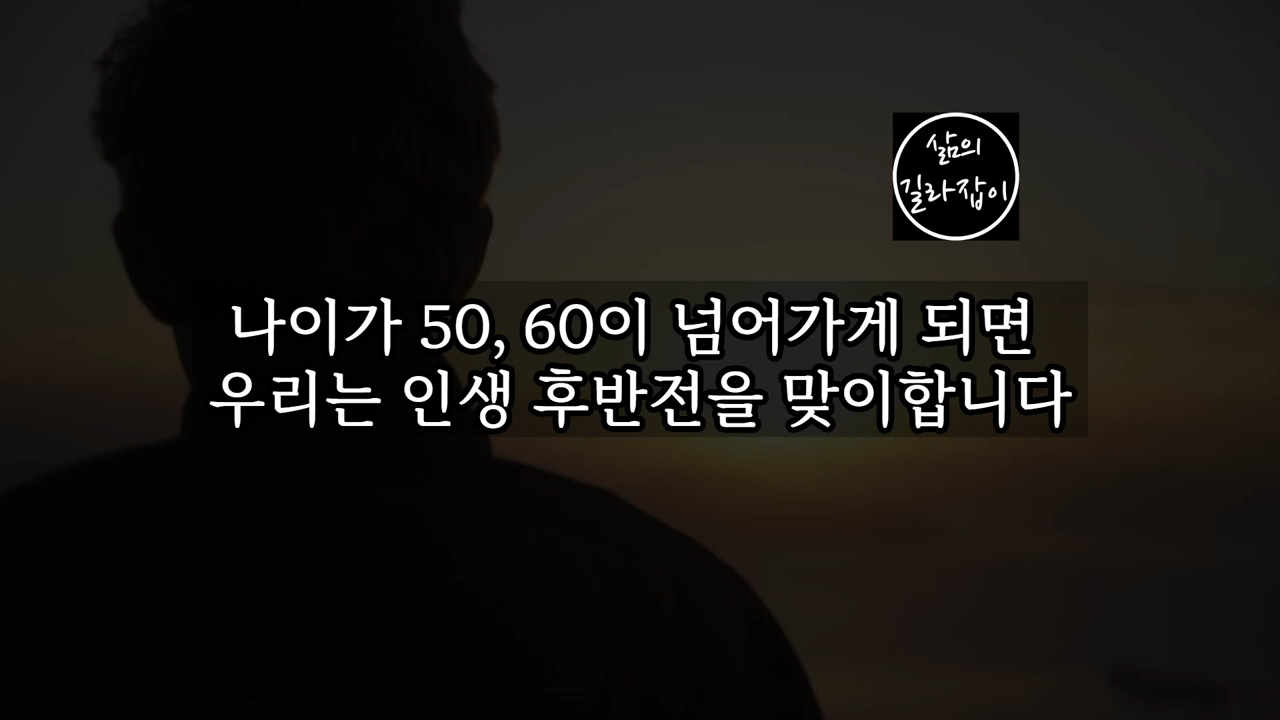 삶의
길라잡이
나이가 50, 60이 넘어가게 되면
우리는 인생 후반전을 맞이합니다